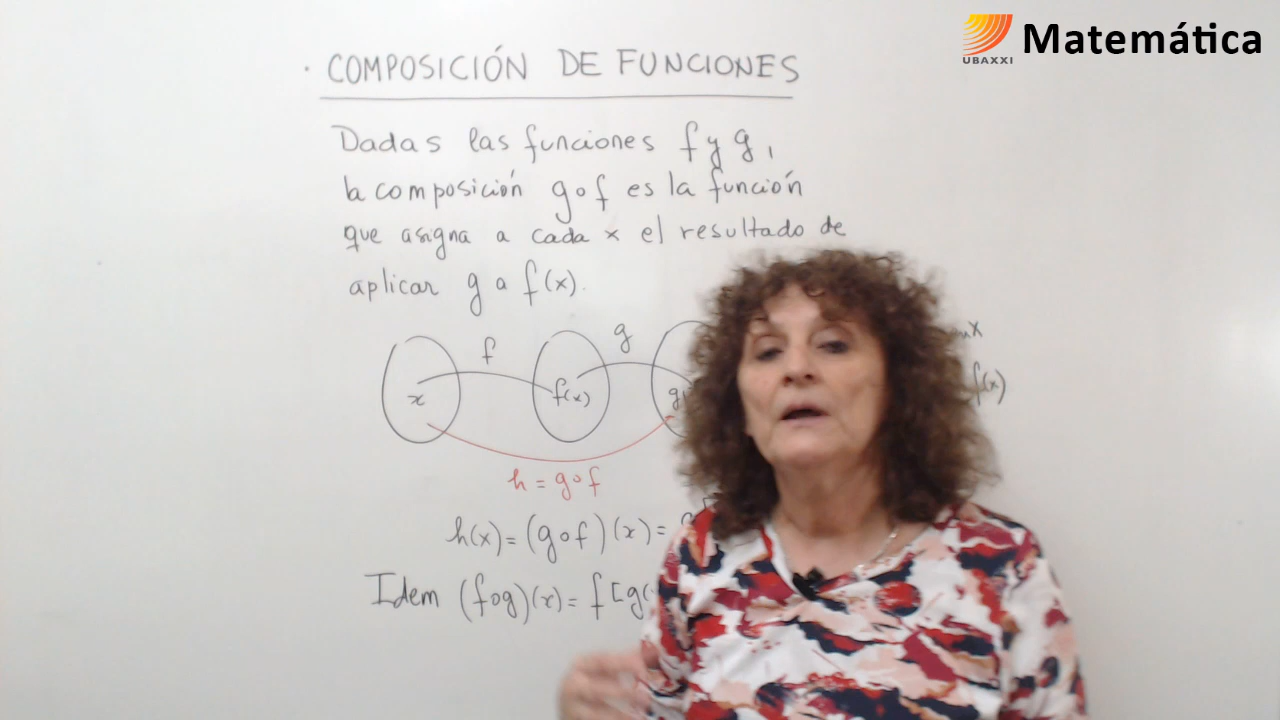 UBAXXI
Matemática
· COMPOSICIÓN DE FUNCIONES
Dadas las funciones f y g,
la composición g∘f es la función
que asigna a cada x el resultado de
aplicar g a f(x).
f g
x f(x) g(
x
f(x)
h = g∘f
h(x) = (g∘f)(x) =
Idem (f∘g)(x) = f[g(